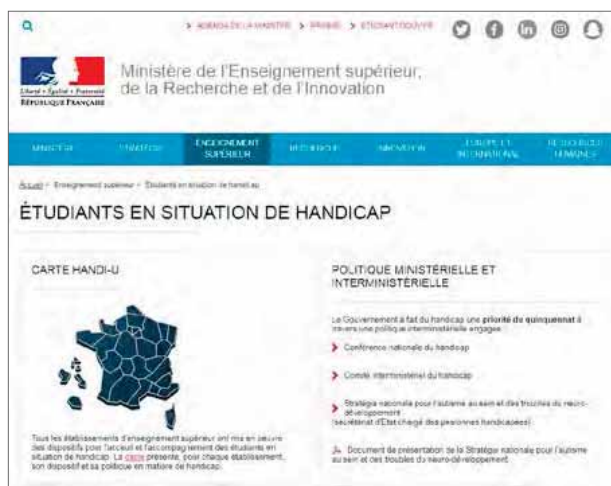 AGENDA DE LA MINISTRE PRESSE
Ministère de l'Enseignement supérieur,
de la Recherche et de l'Innovation
Liberté • Égalité • Fraternité
RÉPUBLIQUE FRANÇAISE
MINISTÈRE STRATÉGIE ENSEIGNEMENT SUPÉRIEUR RECHERCHE INNOVATION EUROPE ET INTERNATIONAL RESSOURCES HUMAINES
Accueil Enseignement supérieur Étudiants en situation de handicap
ÉTUDIANTS EN SITUATION DE HANDICAP
CARTE HANDI-U
Tous les établissements d'enseignement supérieur ont mis en oeuvre
des dispositifs pour l'accueil et l'accompagnement des étudiants en
situation de handicap. La carte présente, pour chaque établissement,
son dispositif et sa politique en matière de handicap.
POLITIQUE MINISTÉRIELLE ET
INTERMINISTÉRIELLE
Le Gouvernement a fait du handicap une priorité du quinquennat à
travers une politique interministérielle engagée
Conférence nationale du handicap
Comité interministériel du handicap
Stratégie nationale pour l'autisme au sein et des troubles du neuro-
développement
(secrétariat d'Etat chargé des personnes handicapées)
Document de présentation de la Stratégie nationale pour l'autisme
au sein et des troubles du neuro-développement